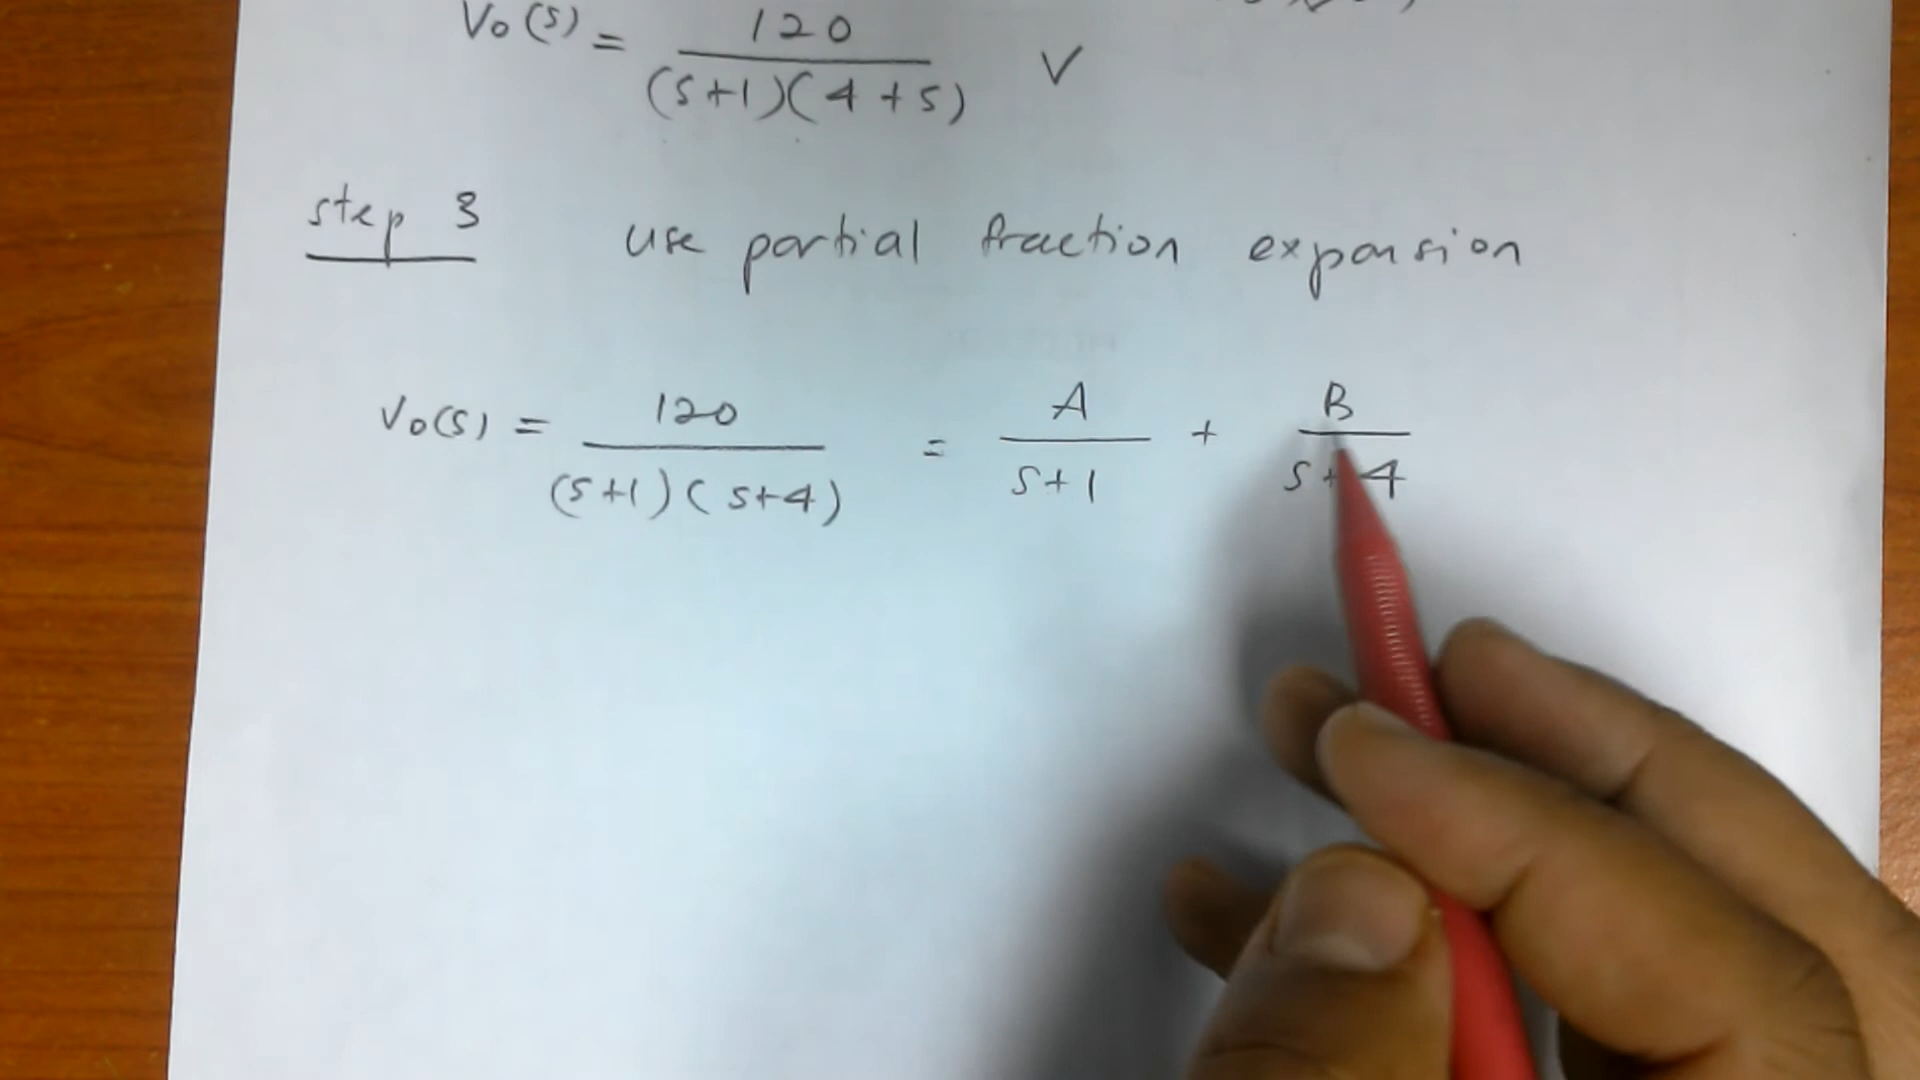 Vo(s) = 120 / (s+1)(4+s) ✓
step 3 use partial fraction expansion
Vo(s) = 120 / (s+1)(s+4) = A / s+1 + B / s+4